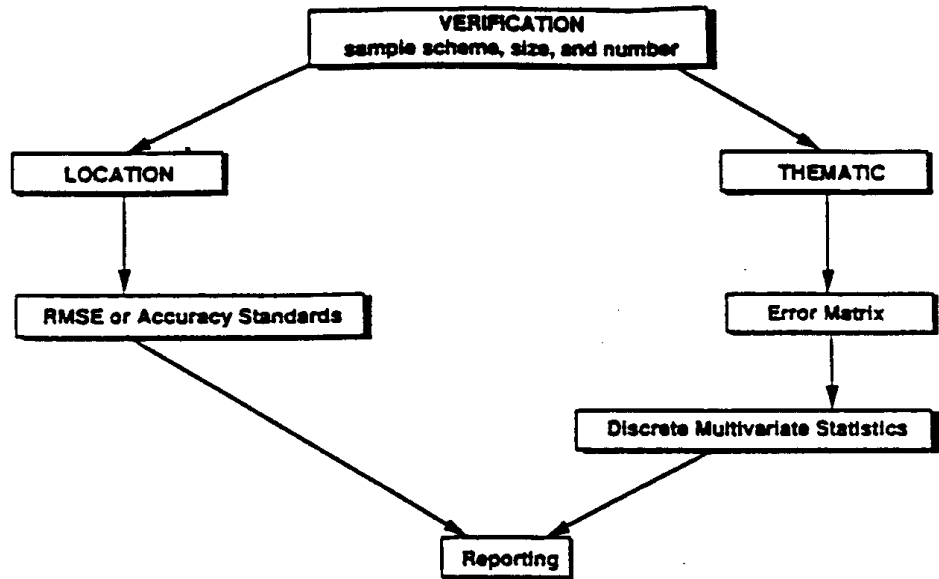 VERIFICATION
sample scheme, size, and number
LOCATION
THEMATIC
RMSE or Accuracy Standards
Error Matrix
Discrete Multivariate Statistics
Reporting